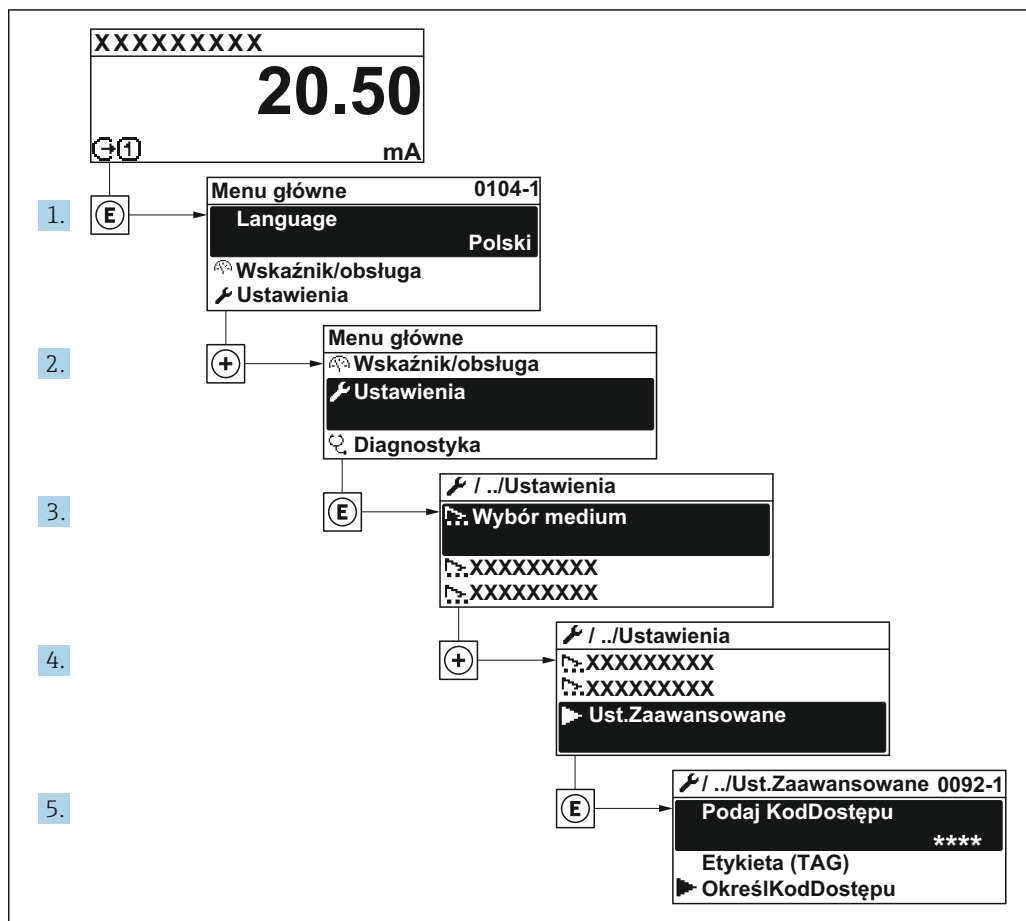 XXXXXXXXX
20.50
1 mA
1. E Menu główne 0104-1
Language
Polski
Wskaźnik/obsługa
Ustawienia
2. + Menu główne
Wskaźnik/obsługa
Ustawienia
Diagnostyka
3. E / ../Ustawienia
Wybór medium
XXXXXXXXX
XXXXXXXXX
4. + / ../Ustawienia
XXXXXXXXX
XXXXXXXXX
Ust.Zaawansowane
5. E / ../Ust.Zaawansowane 0092-1
Podaj KodDostępu
****
Etykieta (TAG)
OkreślKodDostępu